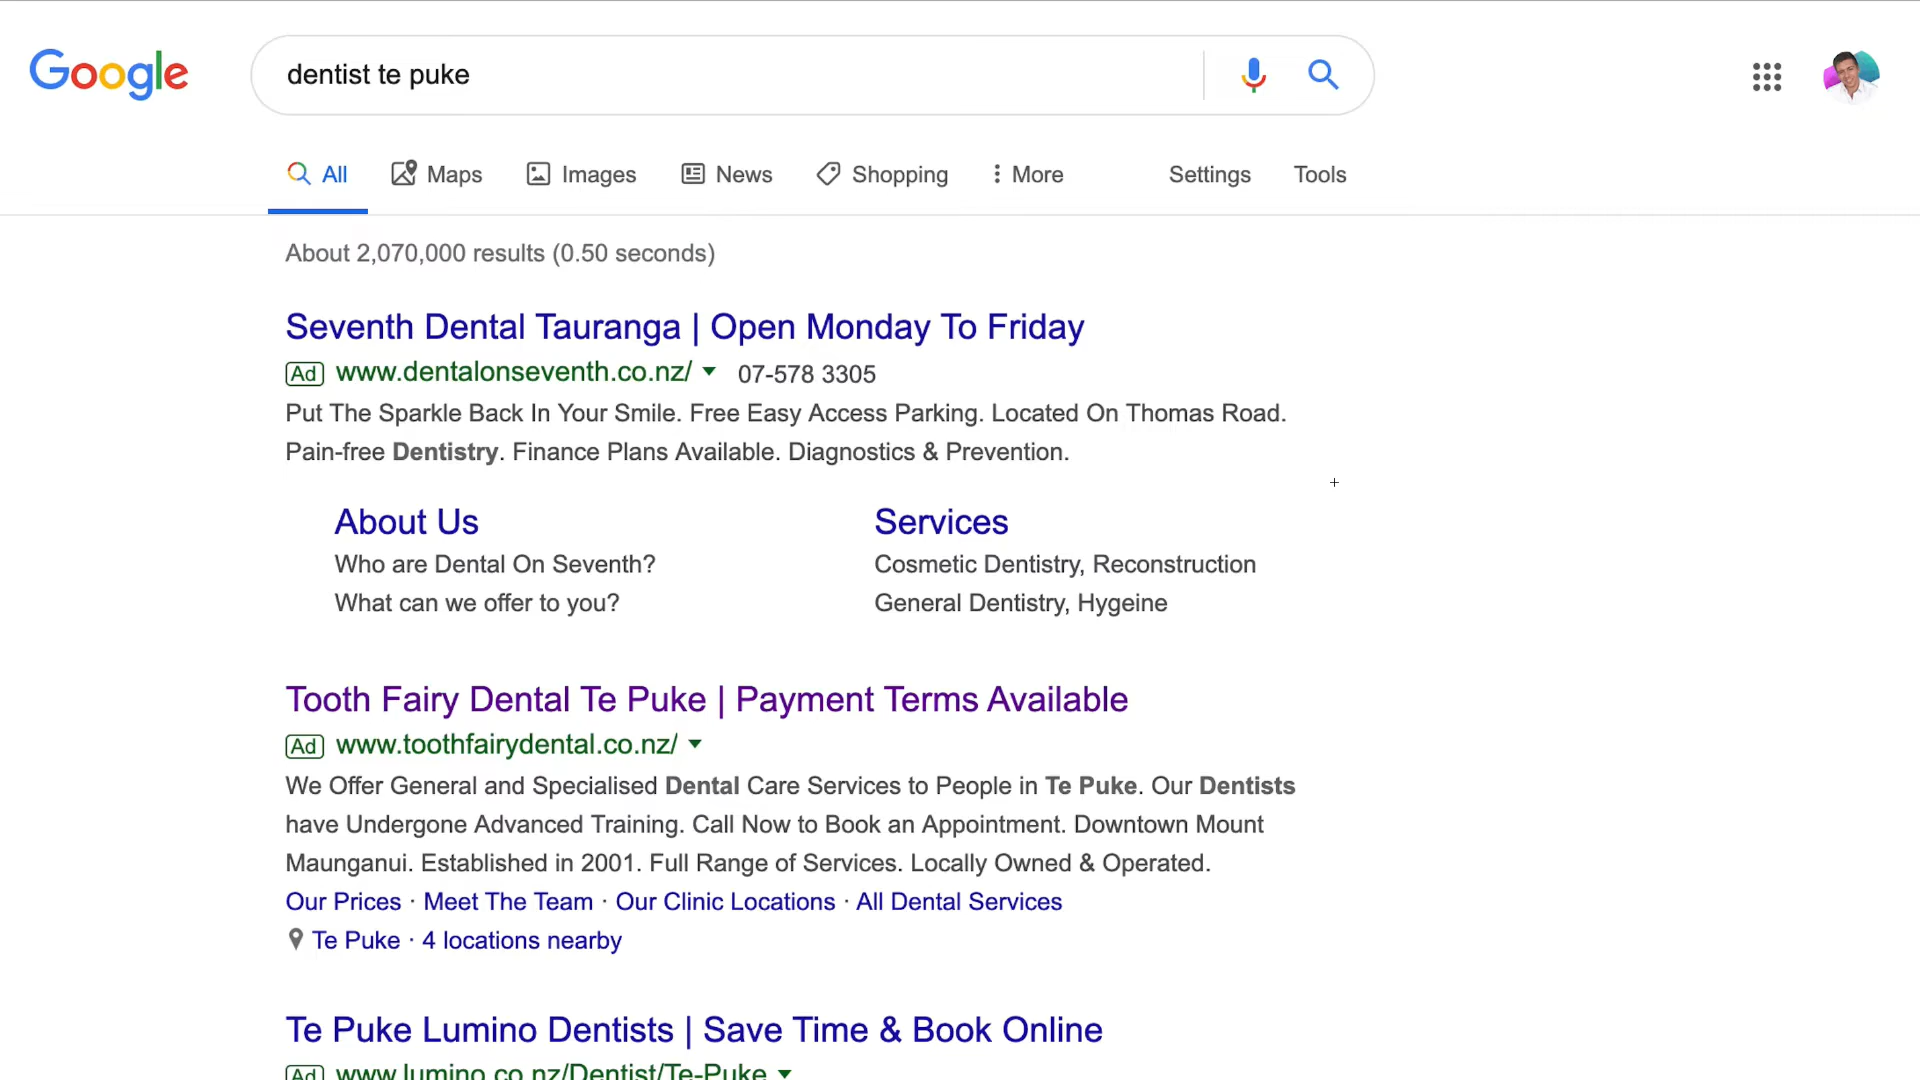 Google
dentist te puke
All Maps Images News Shopping More Settings Tools
About 2,070,000 results (0.50 seconds)
Seventh Dental Tauranga | Open Monday To Friday
Ad www.dentalonseventh.co.nz/ 07-578 3305
Put The Sparkle Back In Your Smile. Free Easy Access Parking. Located On Thomas Road.
Pain-free Dentistry. Finance Plans Available. Diagnostics & Prevention.
About Us
Who are Dental On Seventh?
What can we offer to you?
Services
Cosmetic Dentistry, Reconstruction
General Dentistry, Hygeine
Tooth Fairy Dental Te Puke | Payment Terms Available
Ad www.toothfairydental.co.nz/
We Offer General and Specialised Dental Care Services to People in Te Puke. Our Dentists
have Undergone Advanced Training. Call Now to Book an Appointment. Downtown Mount
Maunganui. Established in 2001. Full Range of Services. Locally Owned & Operated.
Our Prices · Meet The Team · Our Clinic Locations · All Dental Services
Te Puke · 4 locations nearby
Te Puke Lumino Dentists | Save Time & Book Online
Ad www.lumino.co.nz/Dentist/Te-Puke